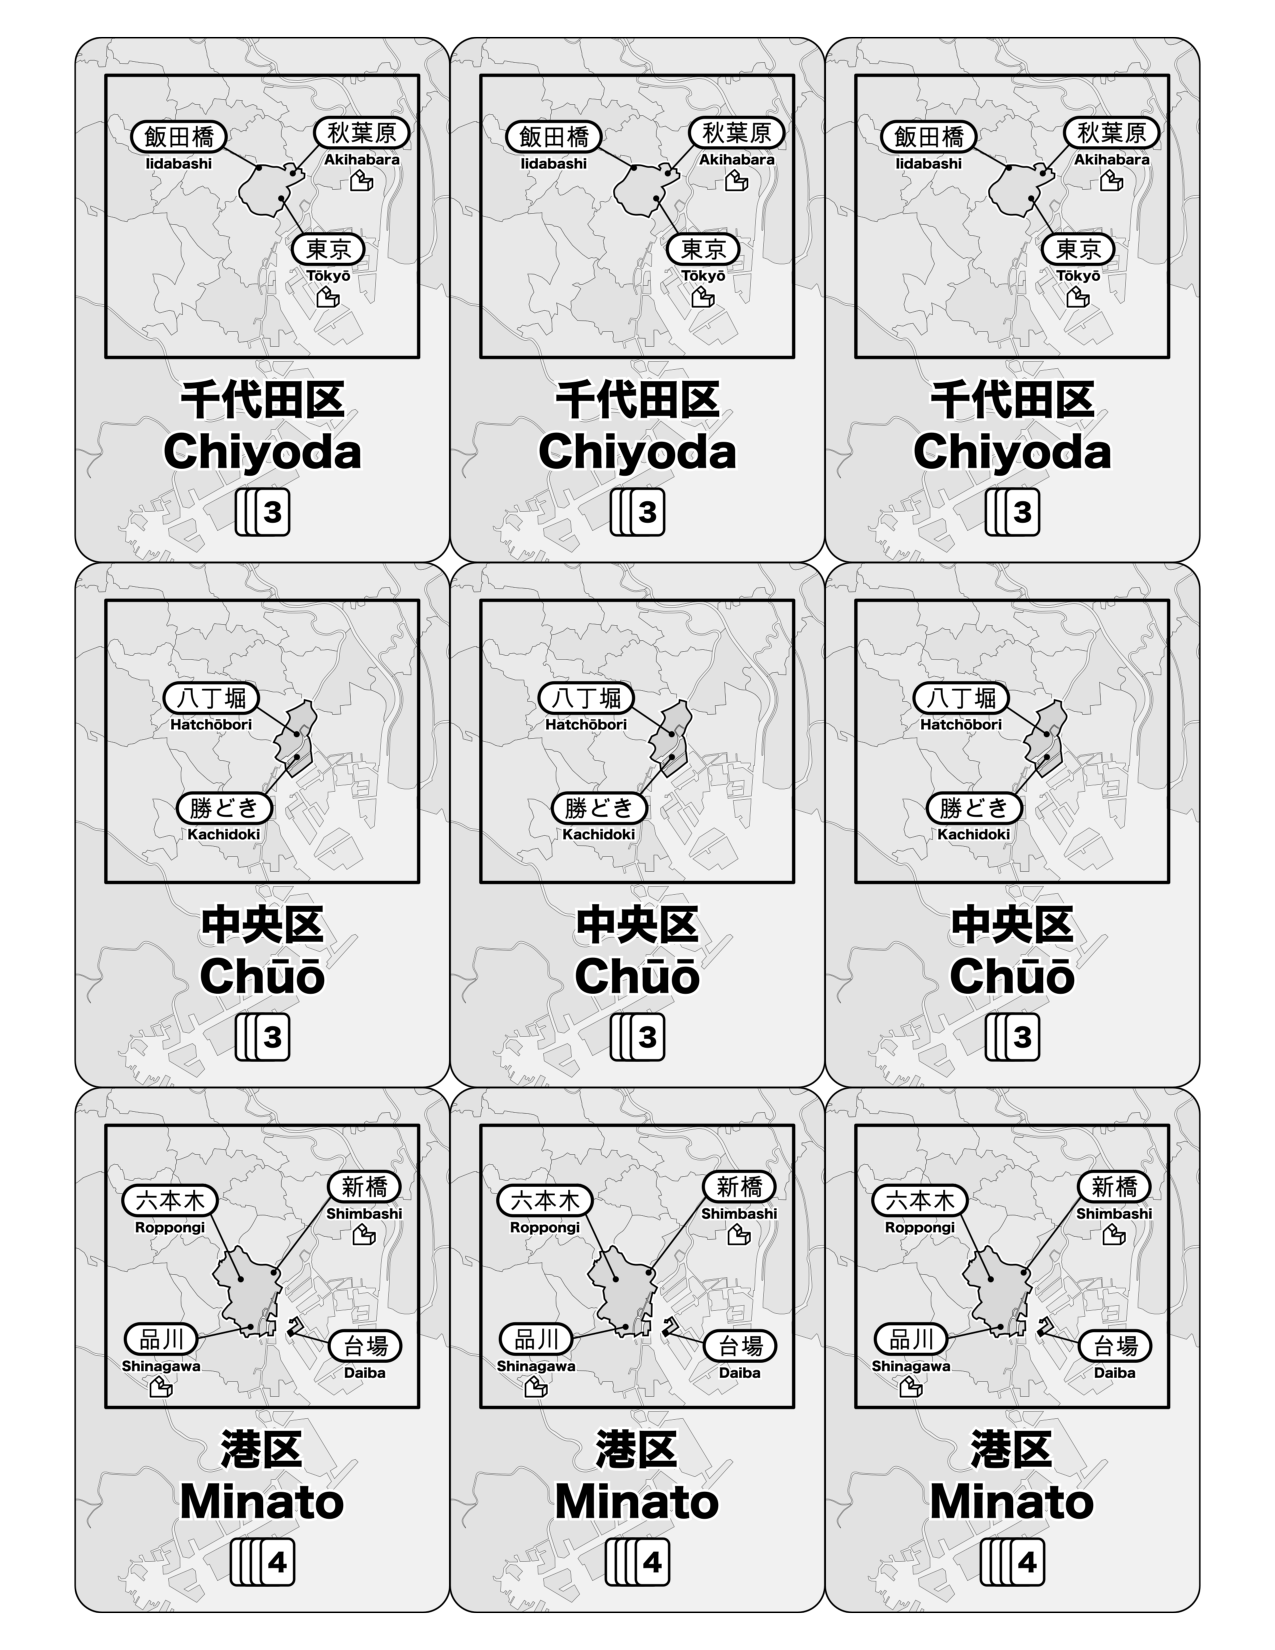 飯田橋
Iidabashi
秋葉原
Akihabara
東京
Tōkyō
千代田区
Chiyoda
3
飯田橋
Iidabashi
秋葉原
Akihabara
東京
Tōkyō
千代田区
Chiyoda
3
飯田橋
Iidabashi
秋葉原
Akihabara
東京
Tōkyō
千代田区
Chiyoda
3
八丁堀
Hatchōbori
勝どき
Kachidoki
中央区
Chūō
3
八丁堀
Hatchōbori
勝どき
Kachidoki
中央区
Chūō
3
八丁堀
Hatchōbori
勝どき
Kachidoki
中央区
Chūō
3
六本木
Roppongi
新橋
Shimbashi
品川
Shinagawa
台場
Daiba
港区
Minato
4
六本木
Roppongi
新橋
Shimbashi
品川
Shinagawa
台場
Daiba
港区
Minato
4
六本木
Roppongi
新橋
Shimbashi
品川
Shinagawa
台場
Daiba
港区
Minato
4